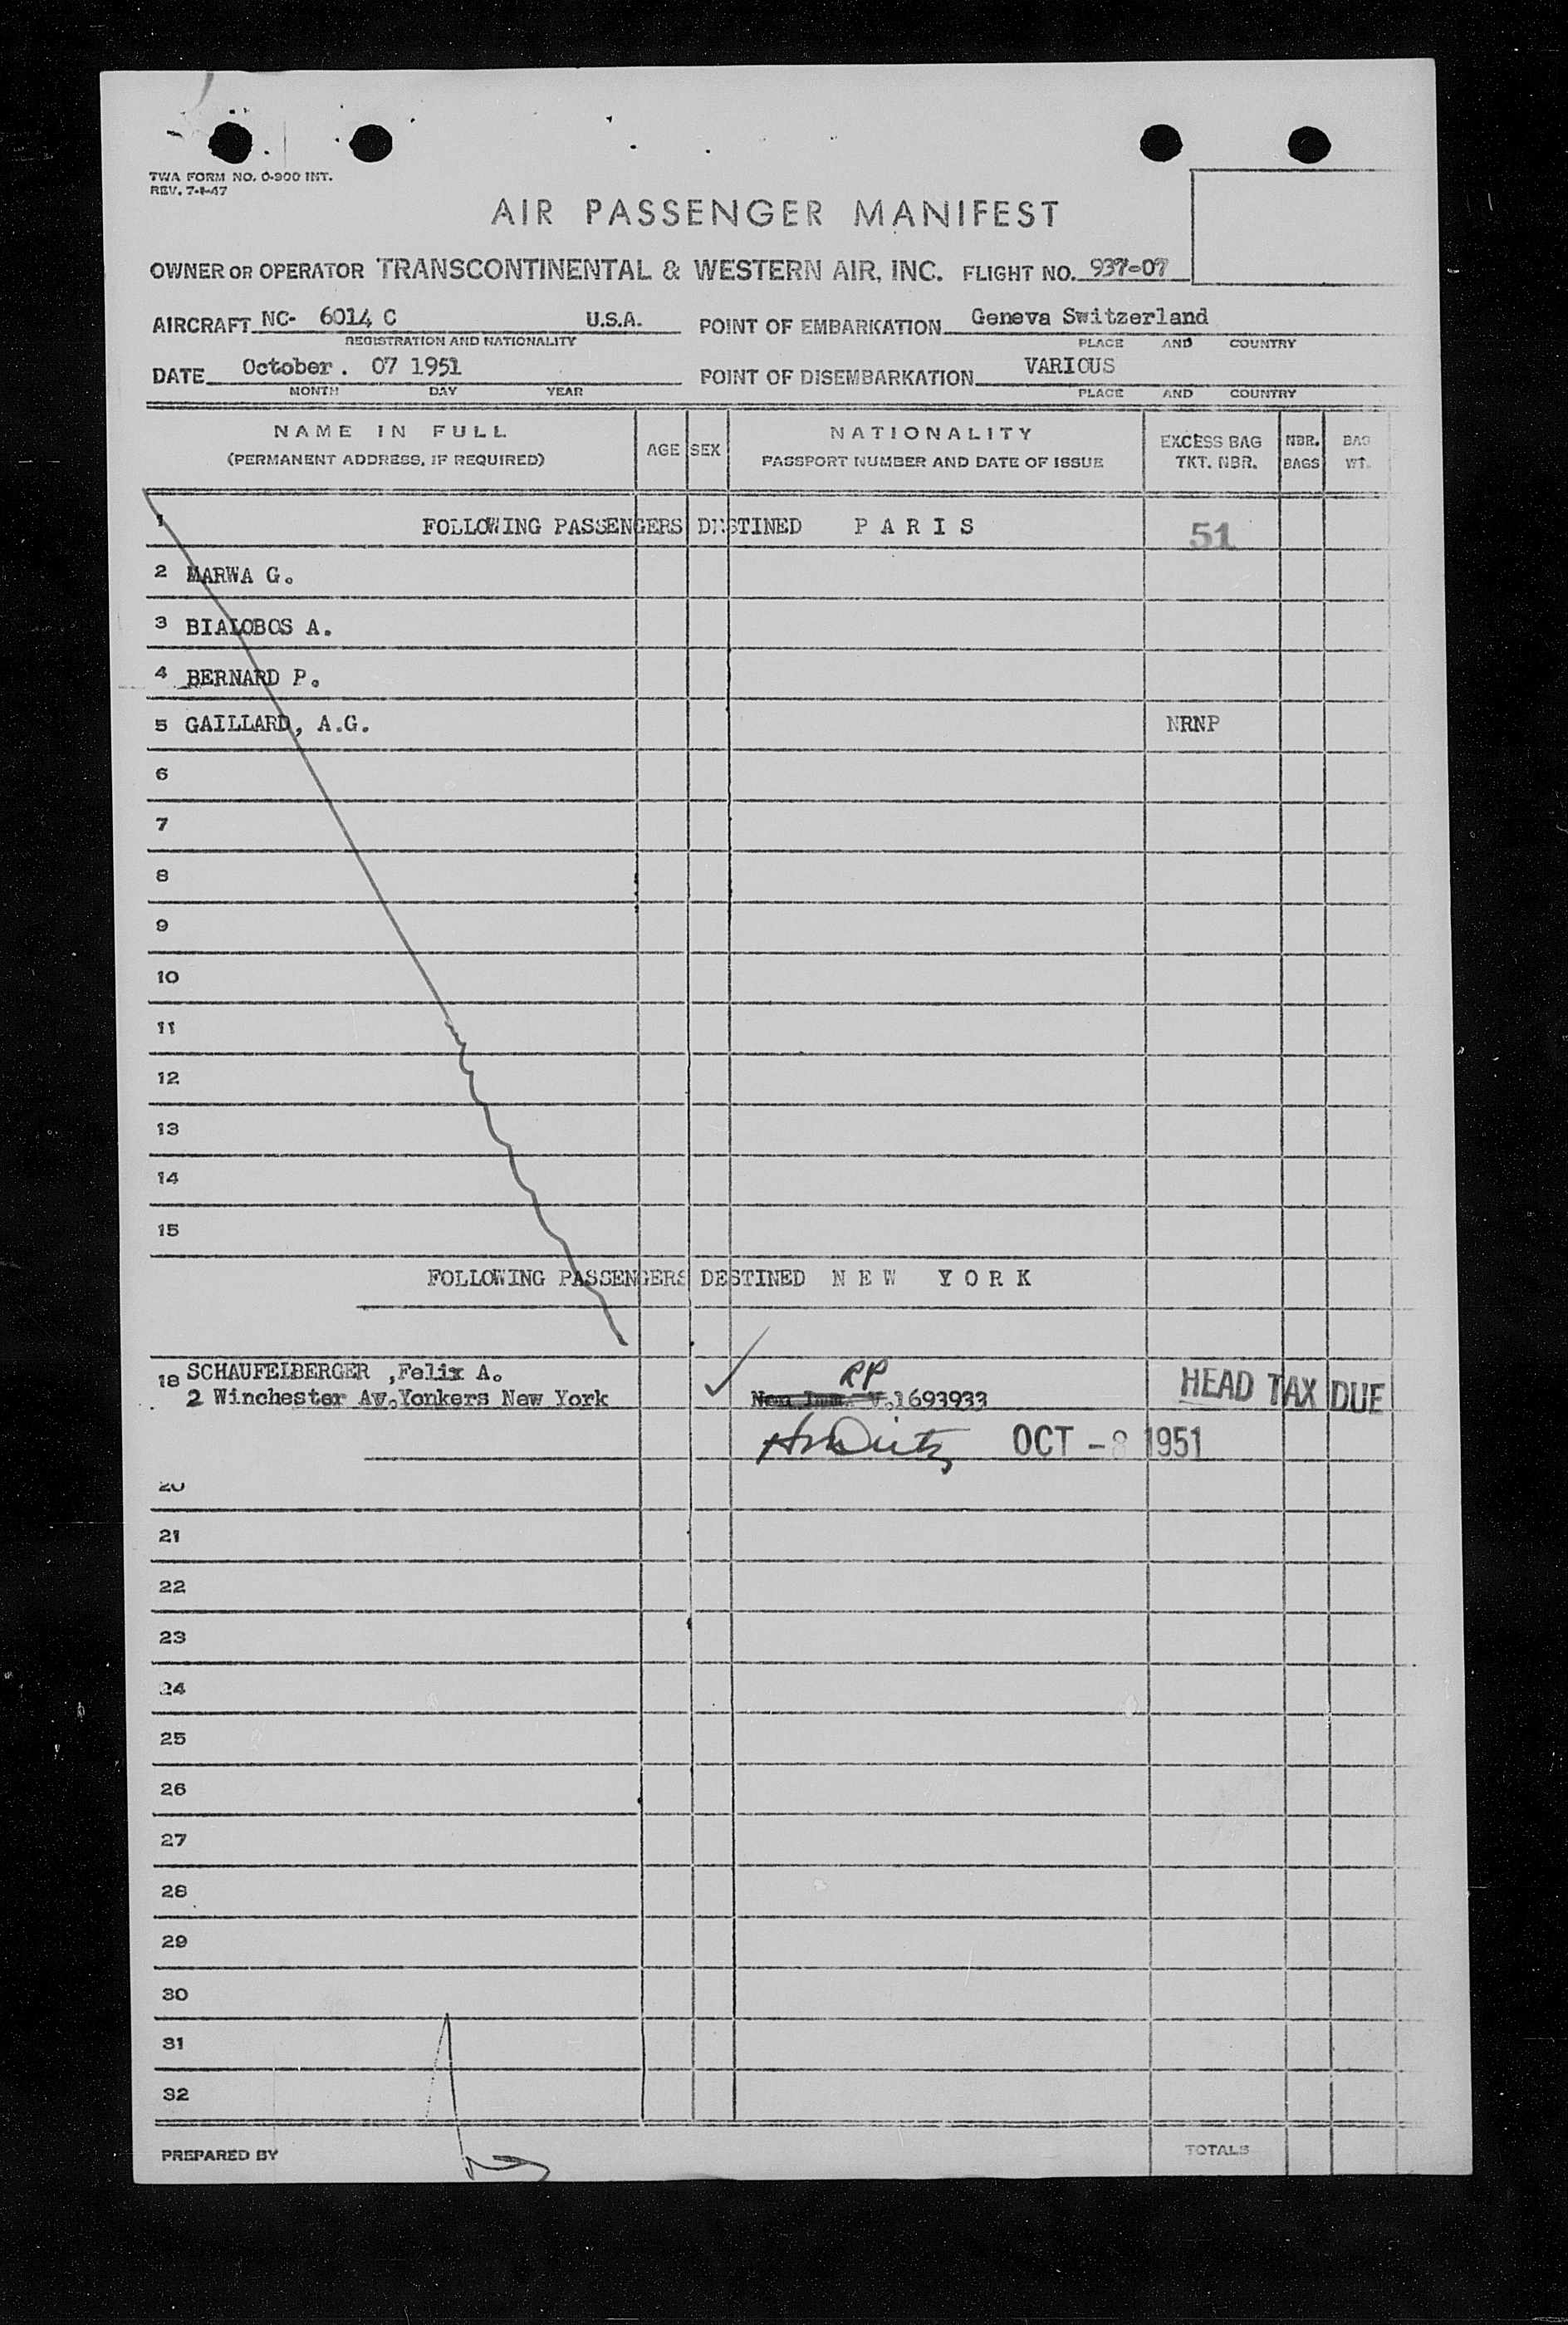 TWA FORM NO. O-900 INT.
REV. 7-1-47
AIR PASSENGER MANIFEST
OWNER OR OPERATOR TRANSCONTINENTAL & WESTERN AIR, INC. FLIGHT NO. 937-07
AIRCRAFT NC- 6014 C U.S.A. POINT OF EMBARKATION Geneva Switzerland
REGISTRATION AND NATIONALITY PLACE AND COUNTRY
DATE October . 07 1951 POINT OF DISEMBARKATION VARIOUS
MONTH DAY YEAR PLACE AND COUNTRY
NAME IN FULL AGE SEX NATIONALITY EXCESS BAG NBR. BAG
(PERMANENT ADDRESS, IF REQUIRED) PASSPORT NUMBER AND DATE OF ISSUE TKT. NBR. BAGS WT.
1 FOLLOWING PASSENGERS DESTINED P A R I S 51
2 MARWA G.
3 BIALOBOS A.
4 BERNARD P.
5 GAILLARD, A.G. NRNP
6
7
8
9
10
11
12
13
14
15
FOLLOWING PASSENGERS DESTINED N E W Y O R K
18 SCHAUFELBERGER ,Felix A. RP HEAD TAX DUE
2 Winchester Av.Yonkers New York Non Imm. V.1693933
OCT - 8 1951
20
21
22
23
24
25
26
27
28
29
30
31
32
PREPARED BY TOTALS